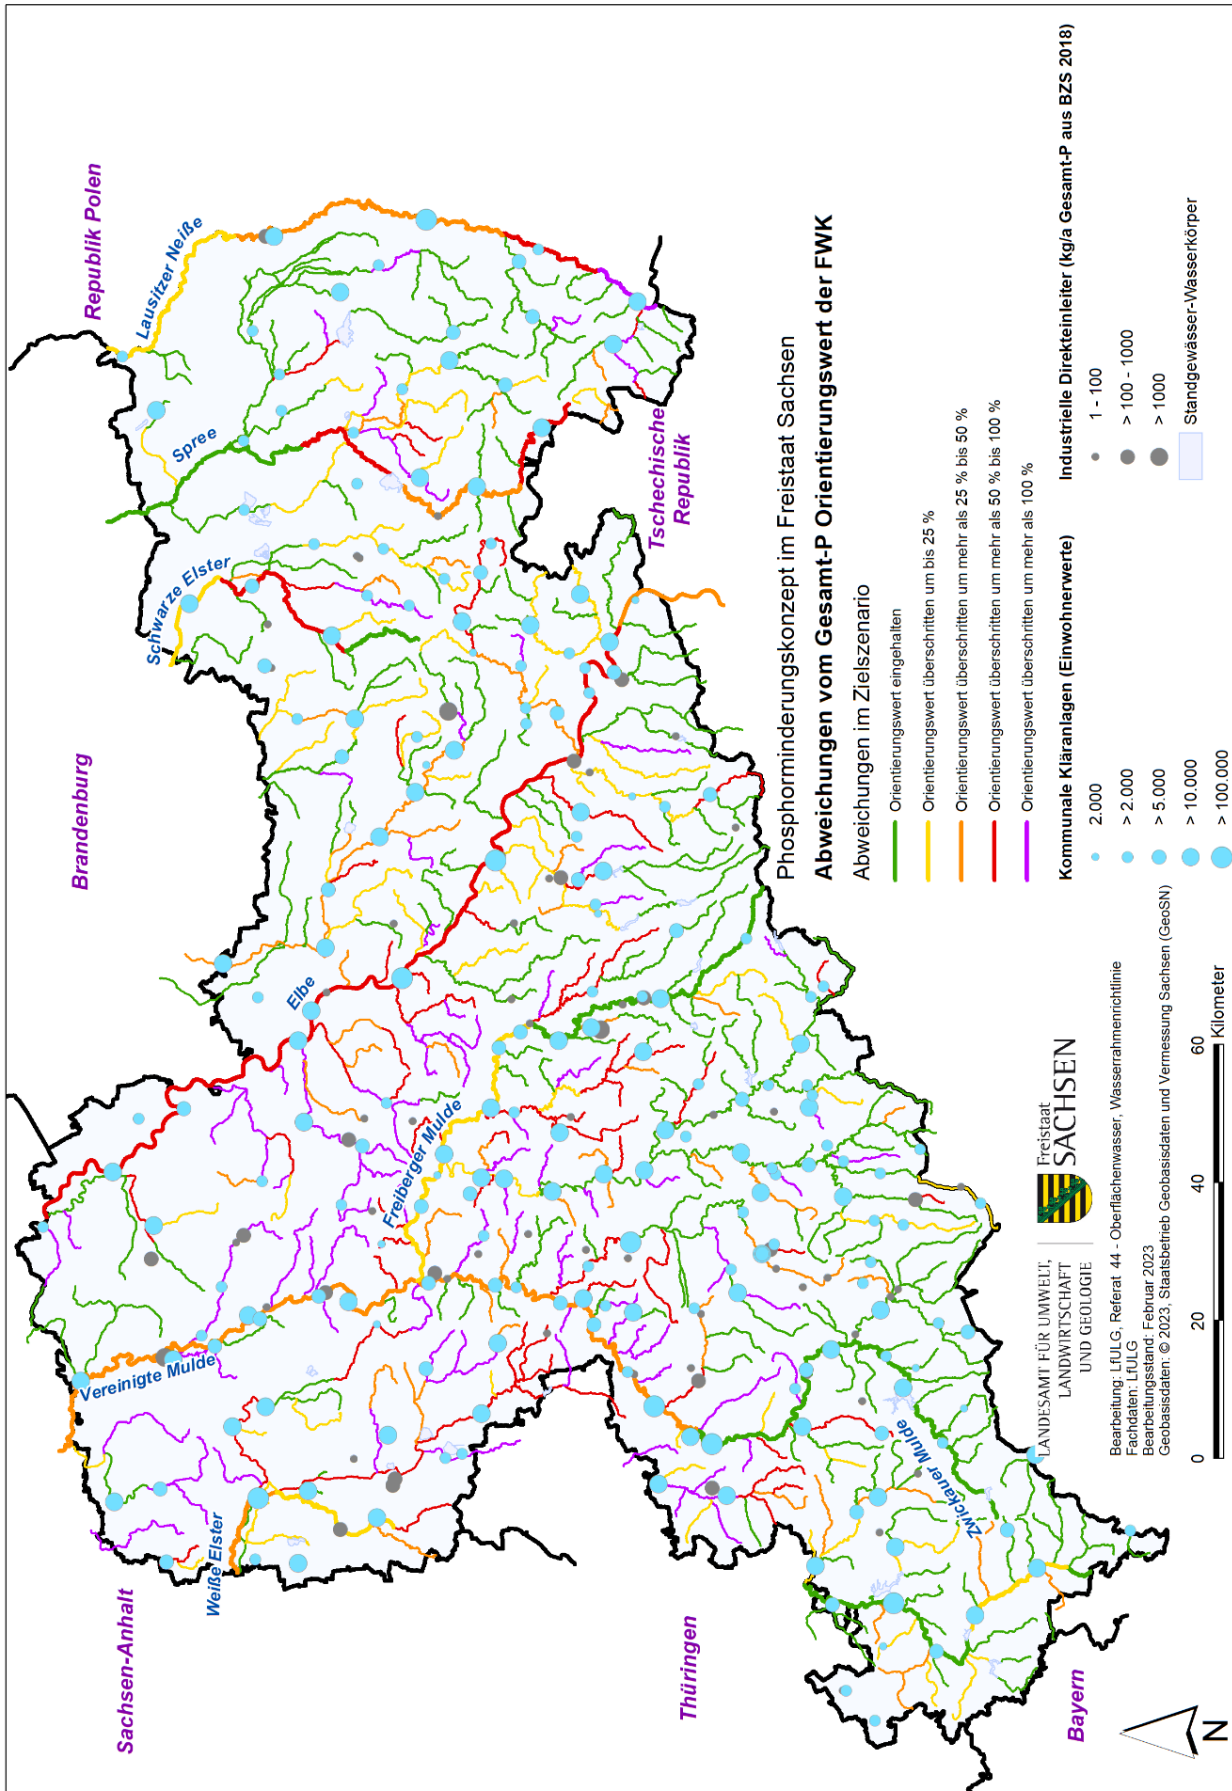 Republik Polen
Lausitzer Neiße
Spree
Schwarze Elster
Brandenburg
Elbe
Tschechische
Republik
Freiberger Mulde
Vereinigte Mulde
Weiße Elster
Sachsen-Anhalt
Thüringen
Zwickauer Mulde
Bayern
Phosphorminderungskonzept im Freistaat Sachsen
Abweichungen vom Gesamt-P Orientierungswert der FWK
Abweichungen im Zielszenario
Orientierungswert eingehalten
Orientierungswert überschritten um bis 25 %
Orientierungswert überschritten um mehr als 25 % bis 50 %
Orientierungswert überschritten um mehr als 50 % bis 100 %
Orientierungswert überschritten um mehr als 100 %
Kommunale Kläranlagen (Einwohnerwerte)
2.000
> 2.000
> 5.000
> 10.000
> 100.000
Industrielle Direkteinleiter (kg/a Gesamt-P aus BZS 2018)
1 - 100
> 100 - 1000
> 1000
Standgewässer-Wasserkörper
LANDESAMT FÜR UMWELT,
LANDWIRTSCHAFT
UND GEOLOGIE
Freistaat
SACHSEN
Bearbeitung: LfULG, Referat 44 - Oberflächenwasser, Wasserrahmenrichtlinie
Fachdaten: LfULG
Bearbeitungsstand: Februar 2023
Geobasisdaten: © 2023, Staatsbetrieb Geobasisdaten und Vermessung Sachsen (GeoSN)
0 20 40 60
Kilometer
N